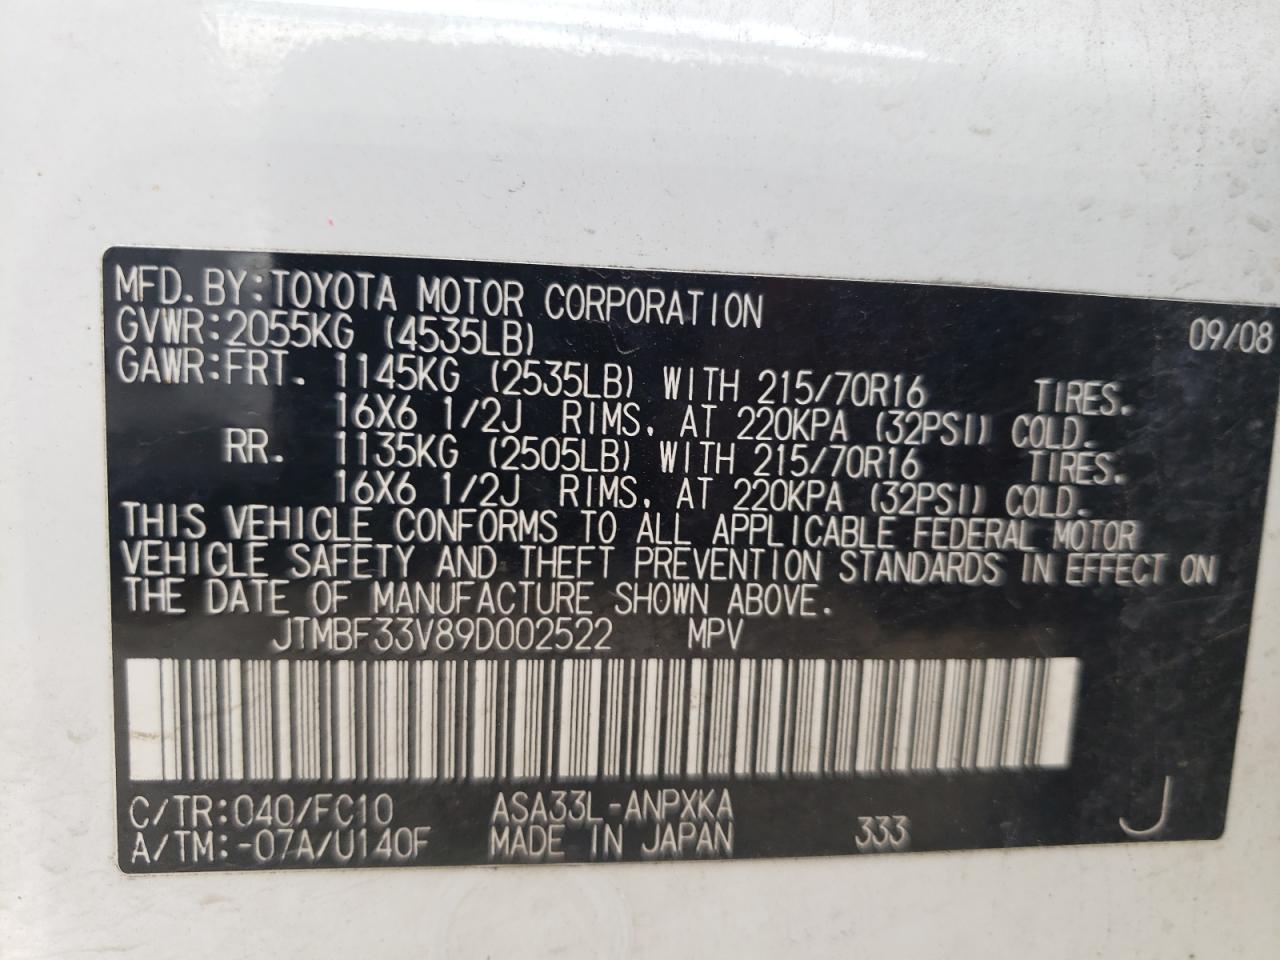 MFD. BY: TOYOTA MOTOR CORPORATION 09/08
GVWR: 2055KG (4535LB)
GAWR: FRT. 1145KG (2535LB) WITH 215/70R16 TIRES.
16X6 1/2J RIMS, AT 220KPA (32PSI) COLD.
RR. 1135KG (2505LB) WITH 215/70R16 TIRES.
16X6 1/2J RIMS, AT 220KPA (32PSI) COLD.
THIS VEHICLE CONFORMS TO ALL APPLICABLE FEDERAL MOTOR
VEHICLE SAFETY AND THEFT PREVENTION STANDARDS IN EFFECT ON
THE DATE OF MANUFACTURE SHOWN ABOVE.
JTMBF33V89D002522 MPV
C/TR: 040/FC10 ASA33L-ANPXKA
A/TM: -07A/U140F MADE IN JAPAN 333 J